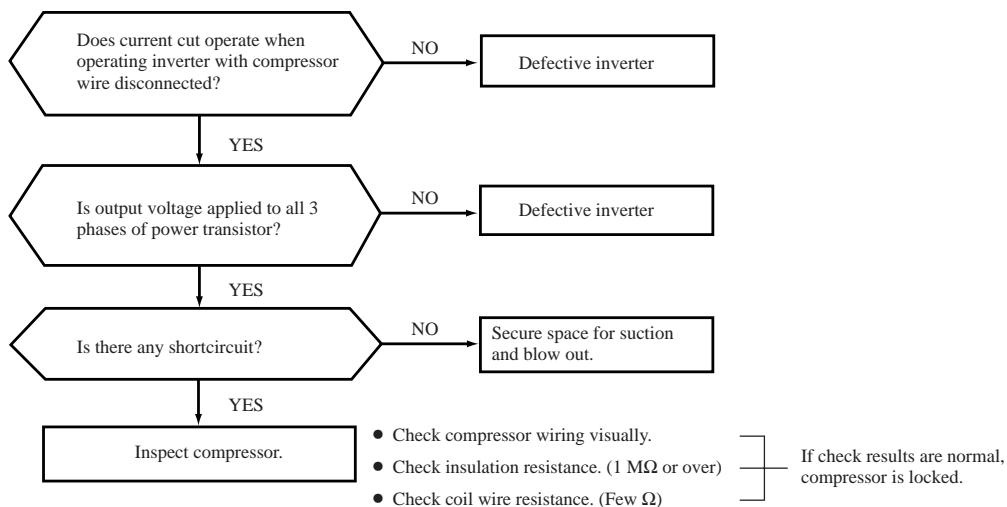 Does current cut operate when
operating inverter with compressor
wire disconnected?
NO
Defective inverter
YES
Is output voltage applied to all 3
phases of power transistor?
NO
Defective inverter
YES
Is there any shortcircuit?
NO
Secure space for suction
and blow out.
YES
Inspect compressor.
● Check compressor wiring visually.
● Check insulation resistance. (1 MΩ or over)
● Check coil wire resistance. (Few Ω)
If check results are normal,
compressor is locked.